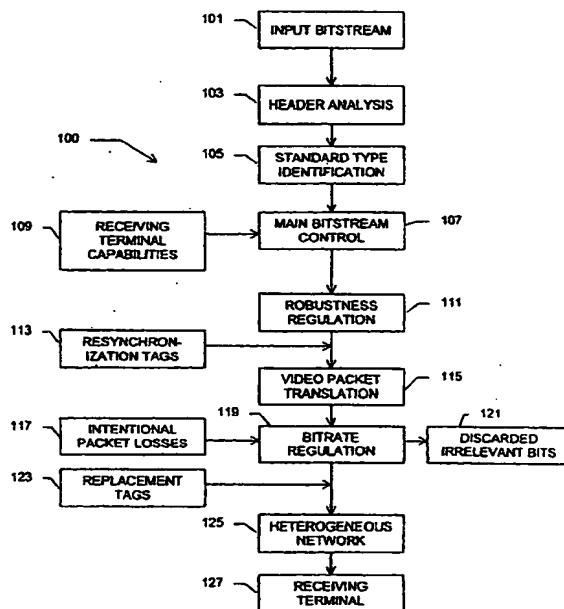 101
INPUT BITSTREAM
103
HEADER ANALYSIS
100
105
STANDARD TYPE
IDENTIFICATION
109
RECEIVING
TERMINAL
CAPABILITIES
MAIN BITSTREAM
CONTROL
107
ROBUSTNESS
REGULATION
111
113
RESYNCHRON-
IZATION TAGS
VIDEO PACKET
TRANSLATION
115
117
INTENTIONAL
PACKET LOSSES
119
BITRATE
REGULATION
121
DISCARDED
IRRELEVANT BITS
123
REPLACEMENT
TAGS
125
HETEROGENEOUS
NETWORK
127
RECEIVING
TERMINAL